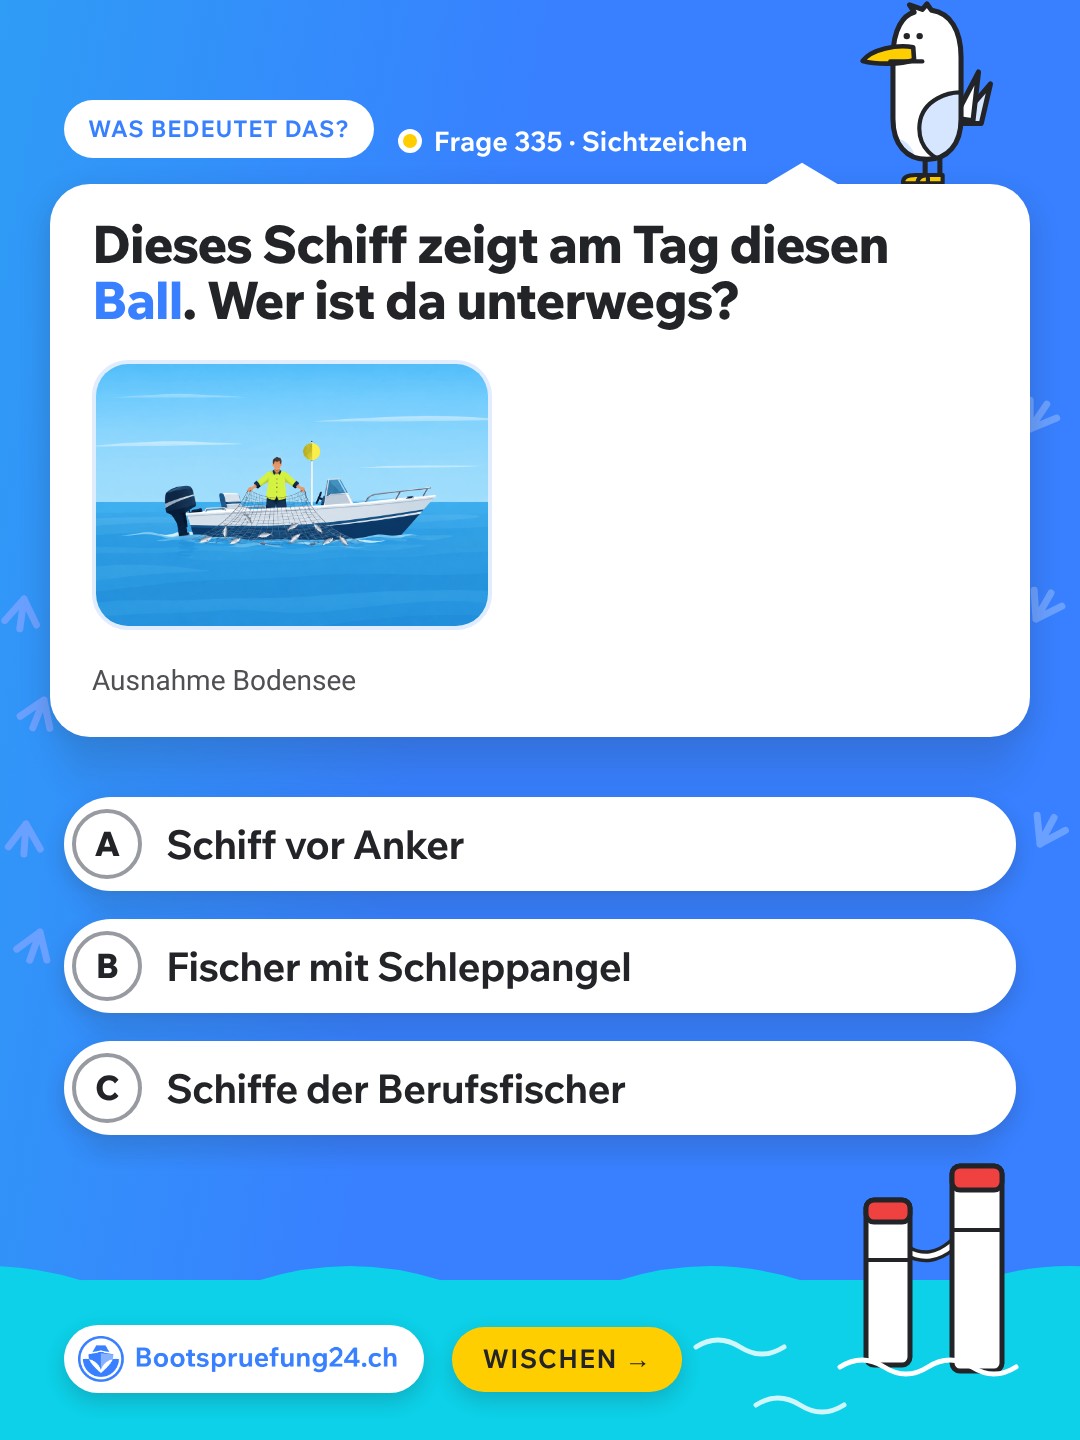 WAS BEDEUTET DAS?
Frage 335 · Sichtzeichen
Dieses Schiff zeigt am Tag diesen
Ball. Wer ist da unterwegs?
Ausnahme Bodensee
A Schiff vor Anker
B Fischer mit Schleppangel
C Schiffe der Berufsfischer
Bootspruefung24.ch
WISCHEN →